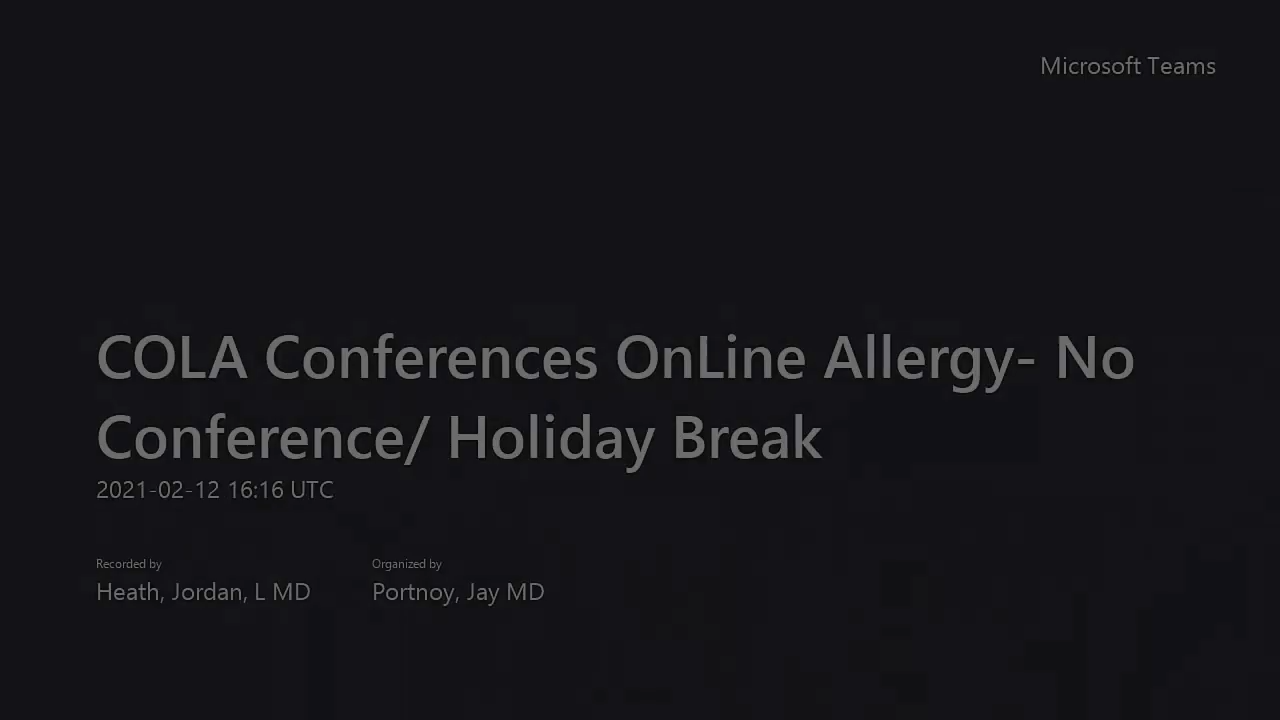 Microsoft Teams
COLA Conferences OnLine Allergy- No
Conference/ Holiday Break
2021-02-12 16:16 UTC
Recorded by
Organized by
Heath, Jordan, L MD
Portnoy, Jay MD